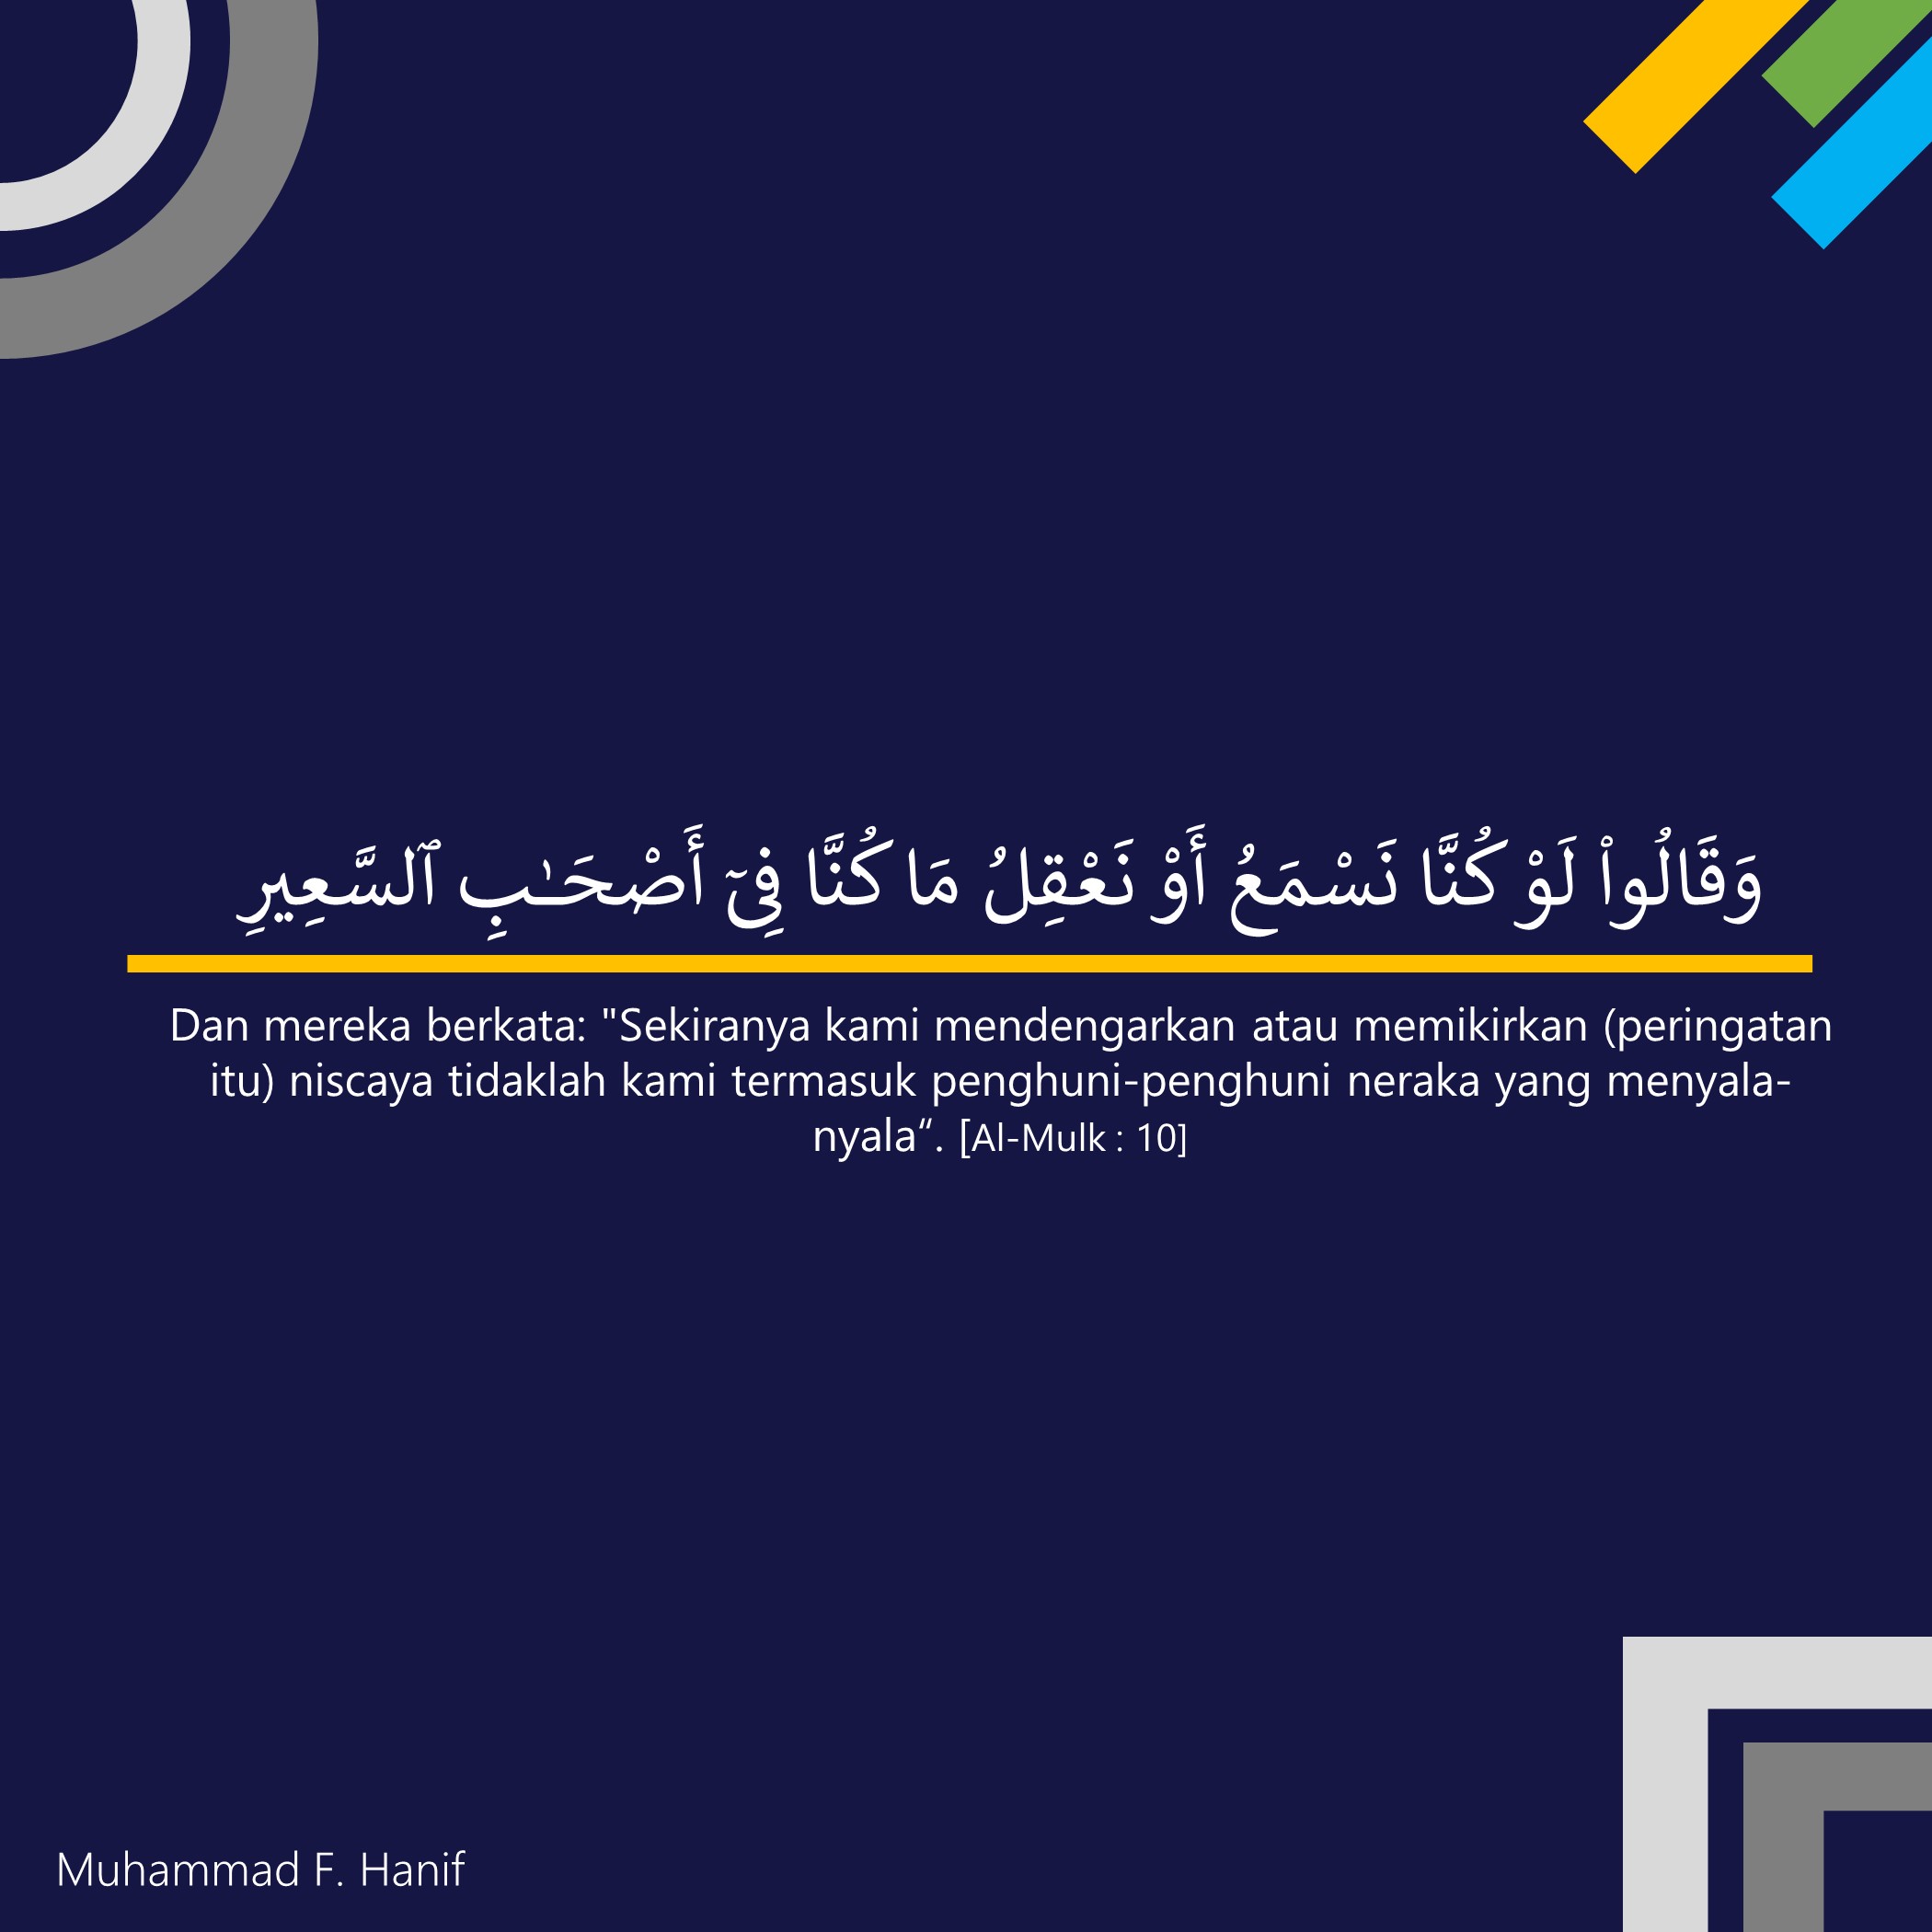 وَقَالُوا۟ لَوْ كُنَّا نَسْمَعُ أَوْ نَعْقِلُ مَا كُنَّا فِىٓ أَصْحَـٰبِ ٱلسَّعِيرِ
Dan mereka berkata: "Sekiranya kami mendengarkan atau memikirkan (peringatan
itu) niscaya tidaklah kami termasuk penghuni-penghuni neraka yang menyala-
nyala“. [Al-Mulk : 10]
Muhammad F. Hanif